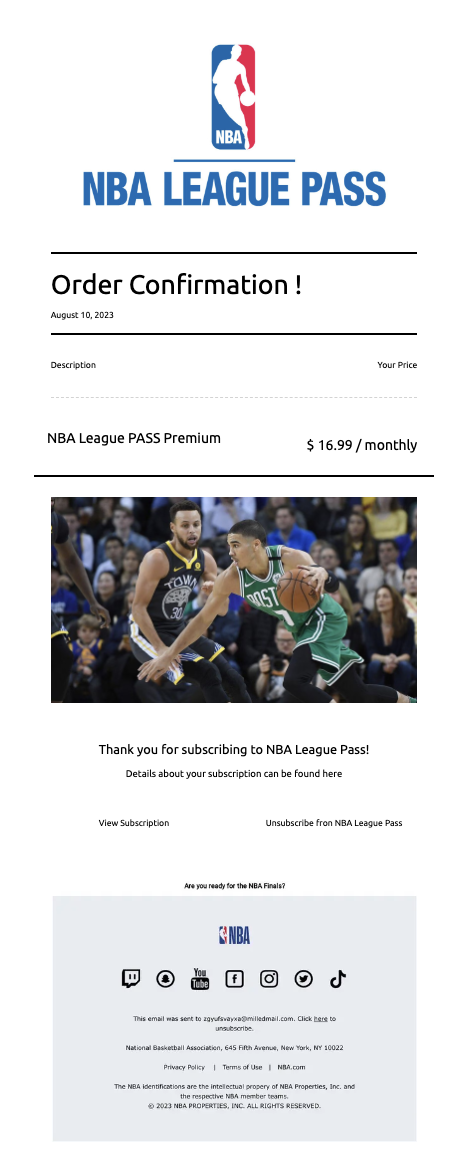 NBA
NBA LEAGUE PASS
Order Confirmation !
August 10, 2023
Description
Your Price
NBA League PASS Premium
$ 16.99 / monthly
TOWN
30
BOST
Thank you for subscribing to NBA League Pass!
Details about your subscription can be found here
View Subscription
Unsubscribe fron NBA League Pass
Are you ready for the NBA Finals?
NBA
You
Tube
This email was sent to zgyufsvayxa@milledmail.com. Click here to
unsubscribe.
National Basketball Association, 645 Fifth Avenue, New York, NY 10022
Privacy Policy | Terms of Use | NBA.com
The NBA identifications are the intellectual propery of NBA Properties, Inc. and
the respective NBA member teams.
© 2023 NBA PROPERTIES, INC. ALL RIGHTS RESERVED.